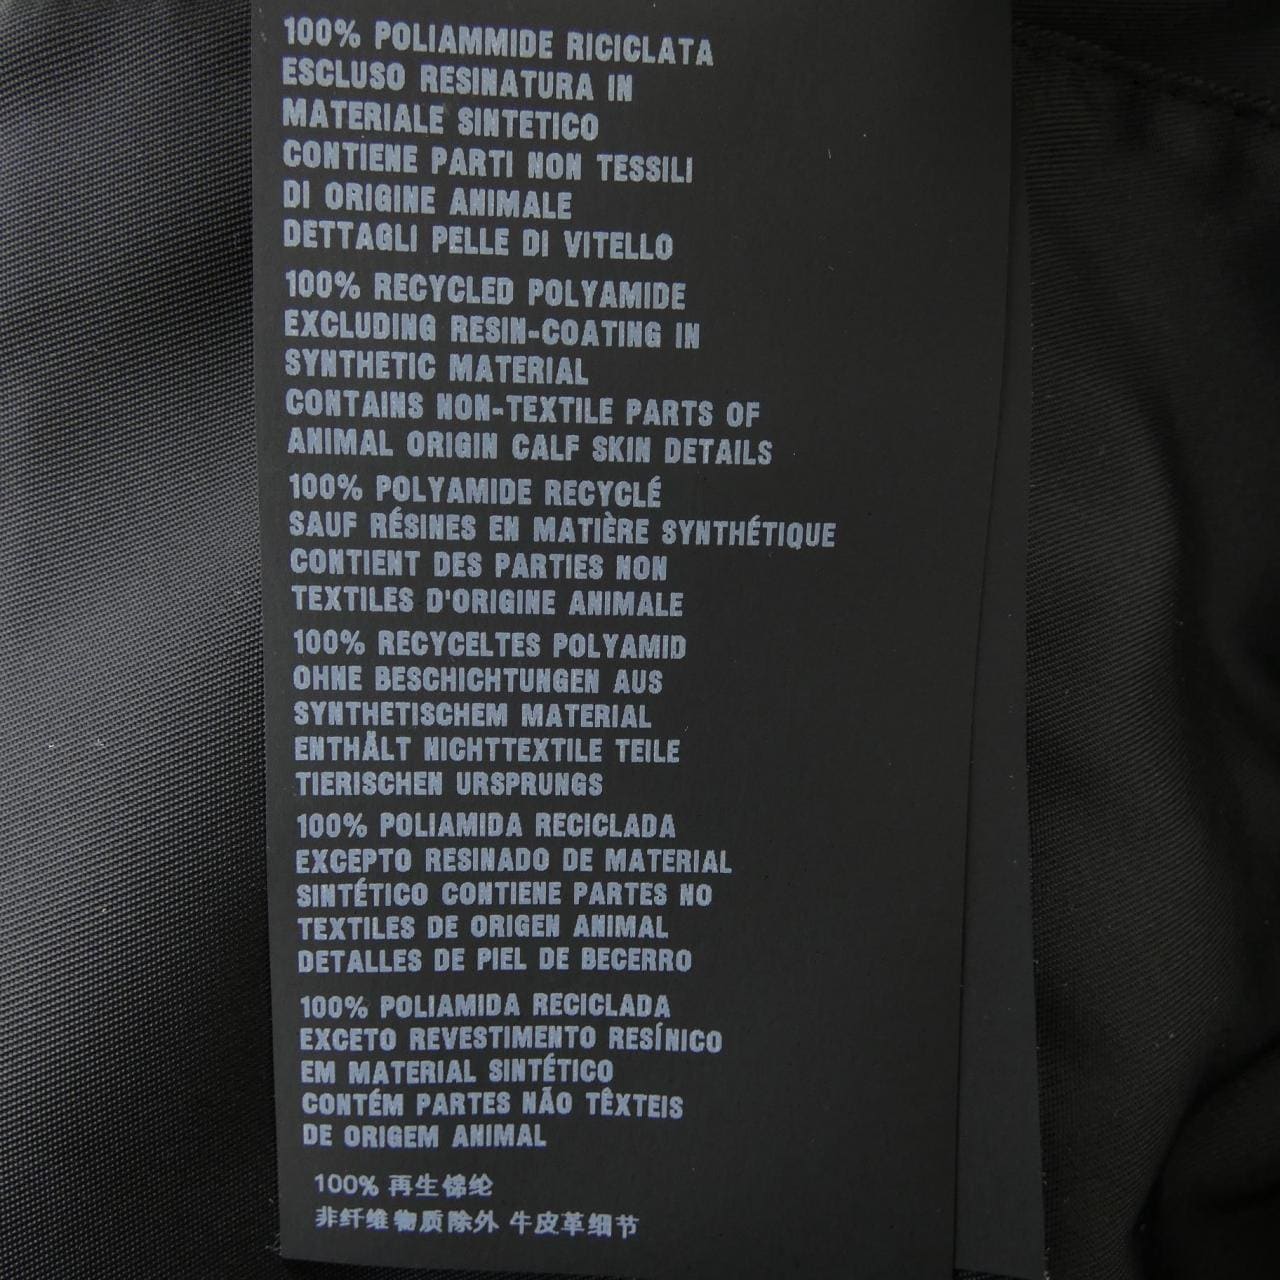 100% POLIAMMIDE RICICLATA
ESCLUSO RESINATURA IN
MATERIALE SINTETICO
CONTIENE PARTI NON TESSILI
DI ORIGINE ANIMALE
DETTAGLI PELLE DI VITELLO
100% RECYCLED POLYAMIDE
EXCLUDING RESIN-COATING IN
SYNTHETIC MATERIAL
CONTAINS NON-TEXTILE PARTS OF
ANIMAL ORIGIN CALF SKIN DETAILS
100% POLYAMIDE RECYCLÉ
SAUF RÉSINES EN MATIÈRE SYNTHÉTIQUE
CONTIENT DES PARTIES NON
TEXTILES D'ORIGINE ANIMALE
100% RECYCELTES POLYAMID
OHNE BESCHICHTUNGEN AUS
SYNTHETISCHEM MATERIAL
ENTHÄLT NICHTTEXTILE TEILE
TIERISCHEN URSPRUNGS
100% POLIAMIDA RECICLADA
EXCEPTO RESINADO DE MATERIAL
SINTÉTICO CONTIENE PARTES NO
TEXTILES DE ORIGEN ANIMAL
DETALLES DE PIEL DE BECERRO
100% POLIAMIDA RECICLADA
EXCETO REVESTIMENTO RESÍNICO
EM MATERIAL SINTÉTICO
CONTÉM PARTES NÃO TÊXTEIS
DE ORIGEM ANIMAL
100% 再生锦纶
非纤维物质除外 牛皮革细节